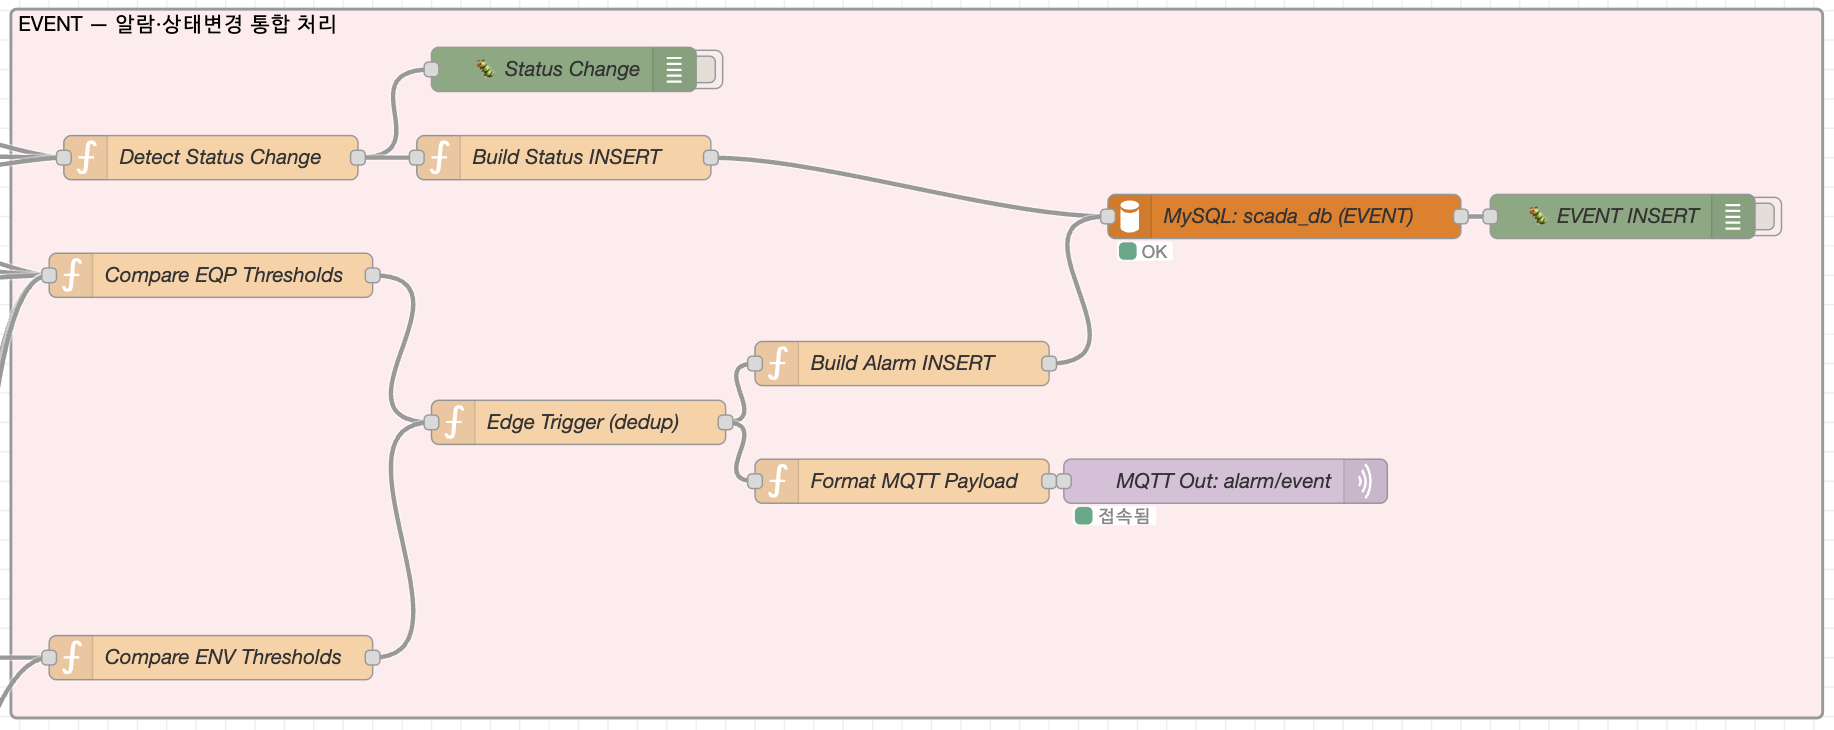 EVENT — 알람·상태변경 통합 처리
Status Change
Detect Status Change
Build Status INSERT
MySQL: scada_db (EVENT)
EVENT INSERT
OK
Compare EQP Thresholds
Build Alarm INSERT
Edge Trigger (dedup)
Format MQTT Payload
MQTT Out: alarm/event
접속됨
Compare ENV Thresholds